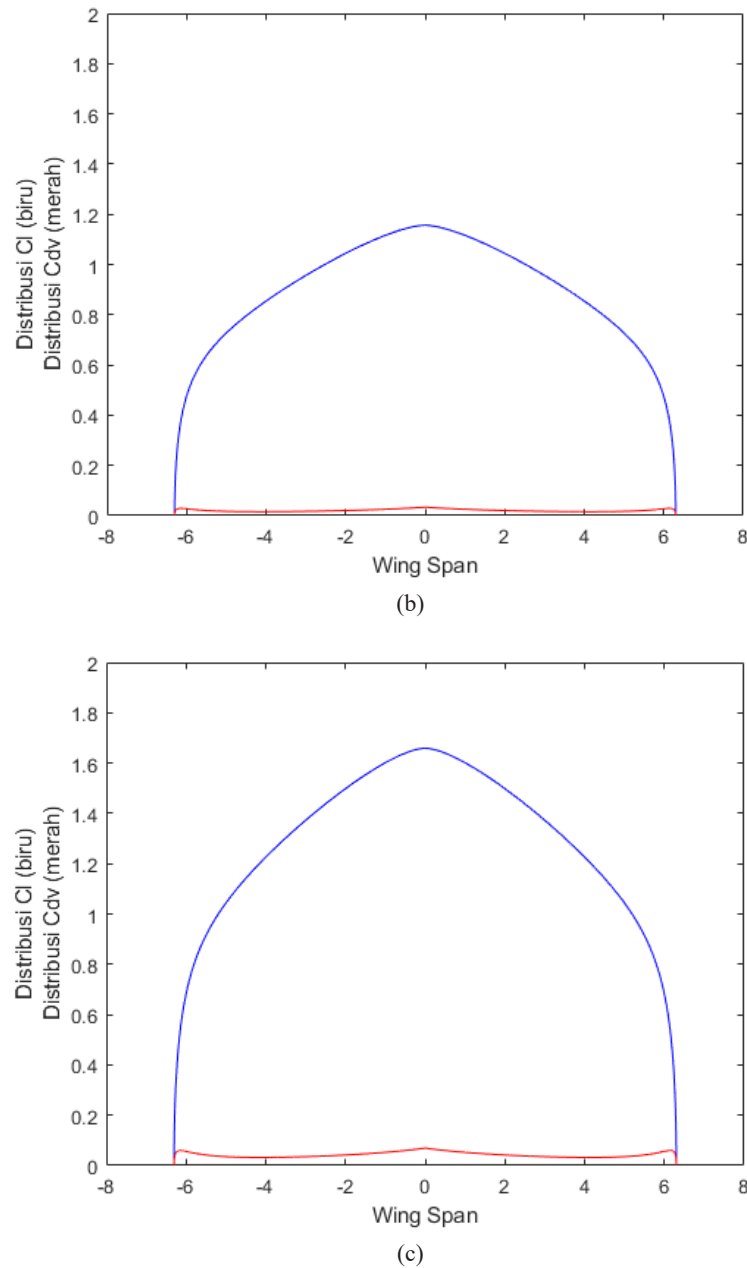 2
1.8
1.6
1.4
1.2
1
0.8
0.6
0.4
0.2
0
Distribusi Cl (biru)
Distribusi Cdv (merah)
-8 -6 -4 -2 0 2 4 6 8
Wing Span
(b)
2
1.8
1.6
1.4
1.2
1
0.8
0.6
0.4
0.2
0
Distribusi Cl (biru)
Distribusi Cdv (merah)
-8 -6 -4 -2 0 2 4 6 8
Wing Span
(c)